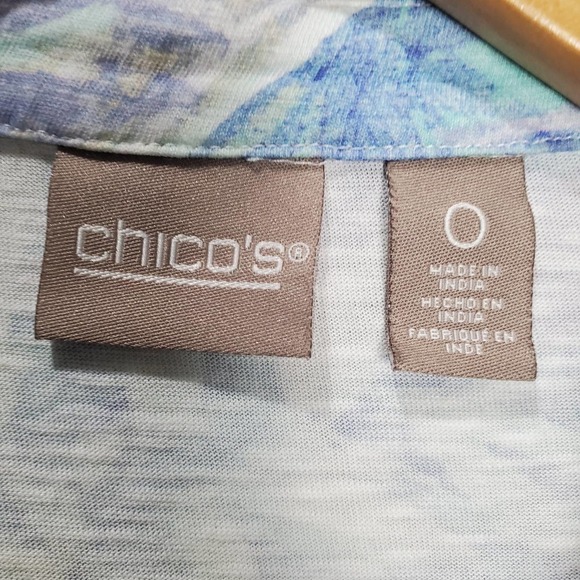 chico's®
0
MADE IN
INDIA
HECHO EN
INDIA
FABRIQUÉ EN
INDE